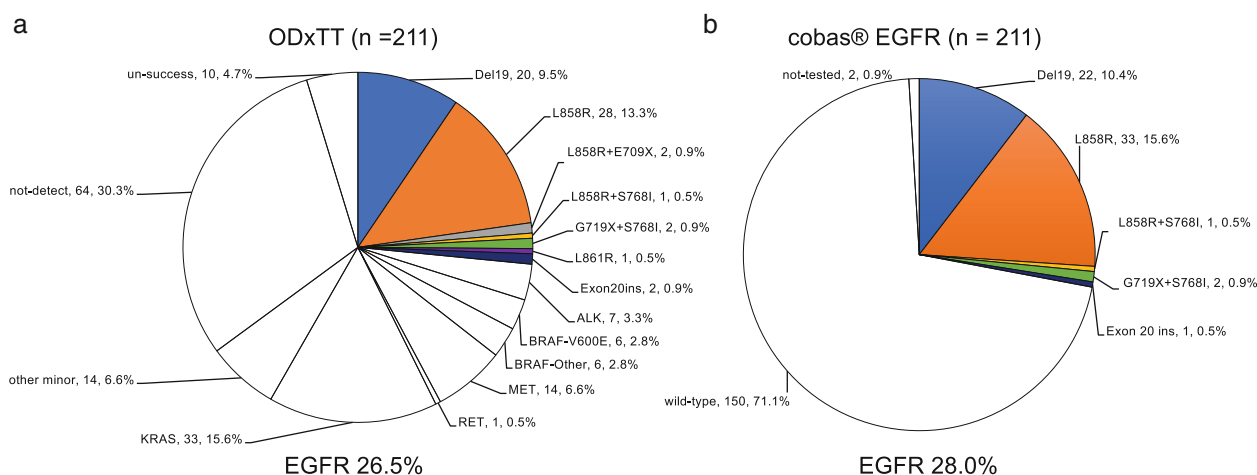 a
ODxTT (n =211)
un-success, 10, 4.7%
Del19, 20, 9.5%
L858R, 28, 13.3%
L858R+E709X, 2, 0.9%
L858R+S768I, 1, 0.5%
G719X+S768I, 2, 0.9%
L861R, 1, 0.5%
Exon20ins, 2, 0.9%
ALK, 7, 3.3%
BRAF-V600E, 6, 2.8%
BRAF-Other, 6, 2.8%
MET, 14, 6.6%
RET, 1, 0.5%
KRAS, 33, 15.6%
other minor, 14, 6.6%
not-detect, 64, 30.3%
EGFR 26.5%
b
cobas® EGFR (n = 211)
not-tested, 2, 0.9%
Del19, 22, 10.4%
L858R, 33, 15.6%
L858R+S768I, 1, 0.5%
G719X+S768I, 2, 0.9%
Exon 20 ins, 1, 0.5%
wild-type, 150, 71.1%
EGFR 28.0%